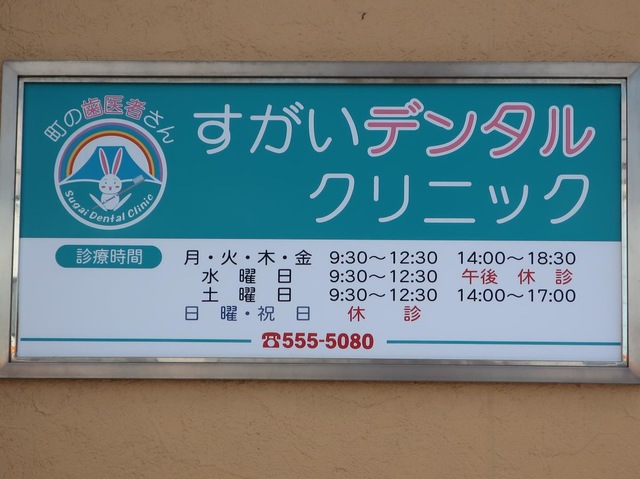 町の歯医者さん
Sugai Dental Clinic
すがいデンタル
クリニック
診療時間
月・火・木・金 9:30～12:30 14:00～18:30
水曜日 9:30～12:30 午後休診
土曜日 9:30～12:30 14:00～17:00
日曜・祝日 休診
☎555-5080